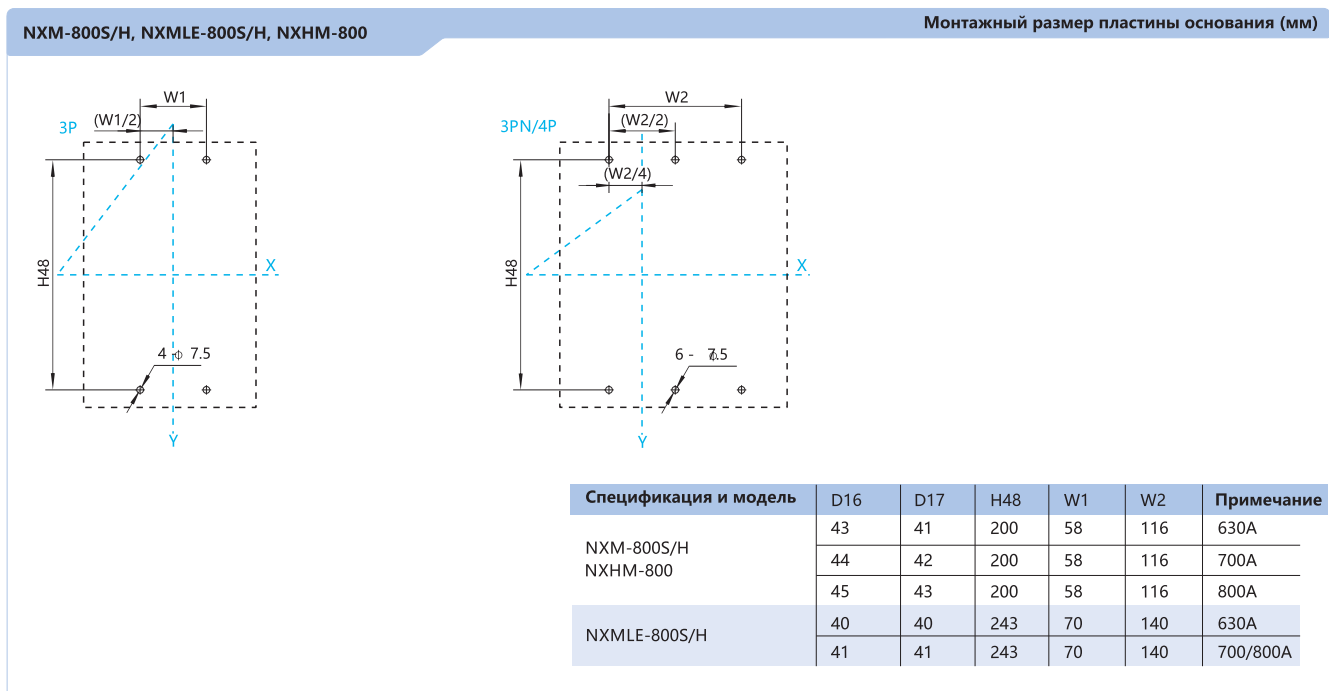 NXM-800S/H, NXMLE-800S/H, NXHM-800
Монтажный размер пластины основания (мм)
W1
3P
(W1/2)
H48
X
4 -ϕ 7.5
Y
W2
3PN/4P
(W2/2)
(W2/4)
H48
X
6 - ϕ7.5
Y
Спецификация и модель D16 D17 H48 W1 W2 Примечание
NXM-800S/H
NXHM-800
43 41 200 58 116 630A
44 42 200 58 116 700A
45 43 200 58 116 800A
NXMLE-800S/H
40 40 243 70 140 630A
41 41 243 70 140 700/800A